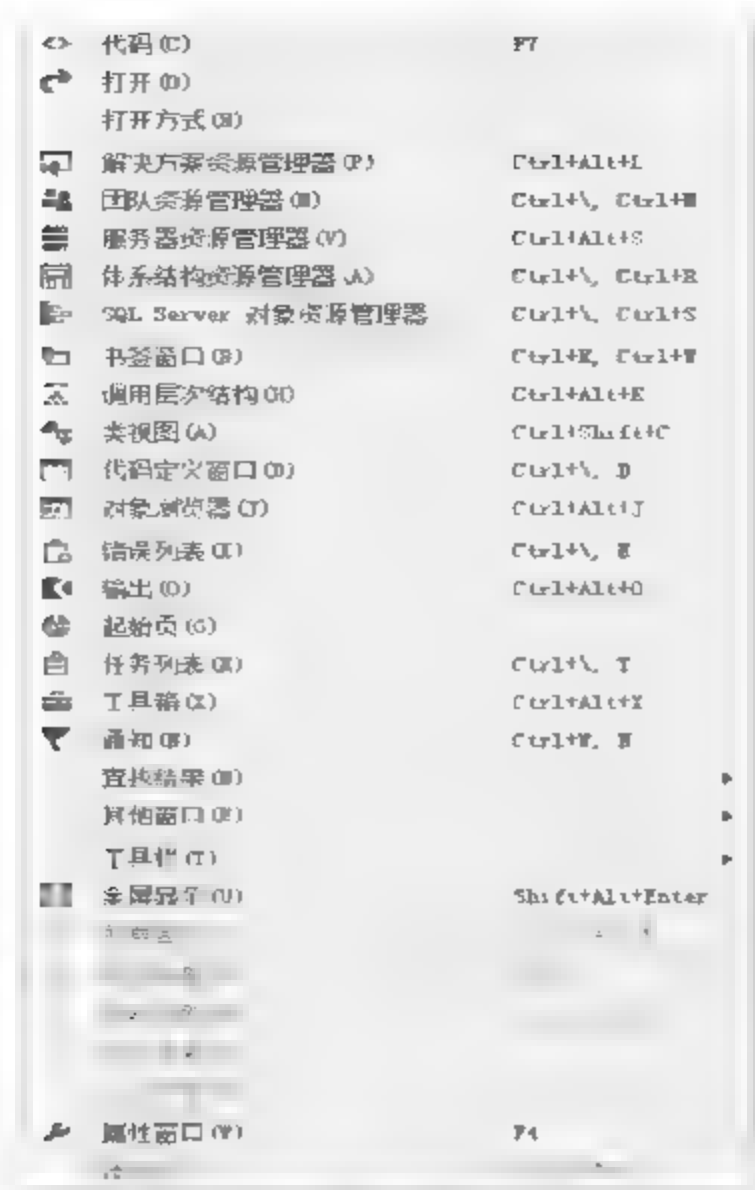 代码(C) F7
打开(O)
打开方式(N)
解决方案资源管理器(P) Ctrl+Alt+L
团队资源管理器(M) Ctrl+\, Ctrl+M
服务器资源管理器(V) Ctrl+Alt+S
体系结构资源管理器(A) Ctrl+\, Ctrl+R
SQL Server 对象资源管理器 Ctrl+\, Ctrl+S
书签窗口(B) Ctrl+K, Ctrl+W
调用层次结构(H) Ctrl+Alt+K
类视图(A) Ctrl+Shift+C
代码定义窗口(D) Ctrl+\, D
对象浏览器(J) Ctrl+Alt+J
错误列表(I) Ctrl+\, E
输出(O) Ctrl+Alt+O
起始页(G)
任务列表(K) Ctrl+\, T
工具箱(X) Ctrl+Alt+X
通知(N) Ctrl+W, N
查找结果(N)
其他窗口(E)
工具栏(T)
全屏显示(U) Shift+Alt+Enter
属性窗口(W) F4